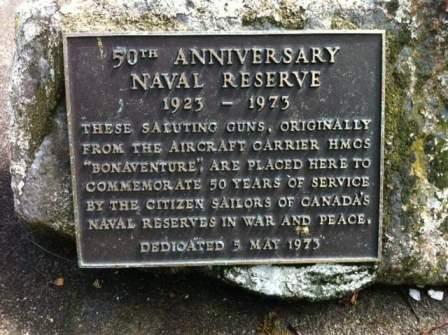 50TH ANNIVERSARY
NAVAL RESERVE
1923 - 1973
THESE SALUTING GUNS, ORIGINALLY
FROM THE AIRCRAFT CARRIER HMCS
"BONAVENTURE", ARE PLACED HERE TO
COMMEMORATE 50 YEARS OF SERVICE
BY THE CITIZEN SAILORS OF CANADA'S
NAVAL RESERVES IN WAR AND PEACE.
DEDICATED 5 MAY 1973